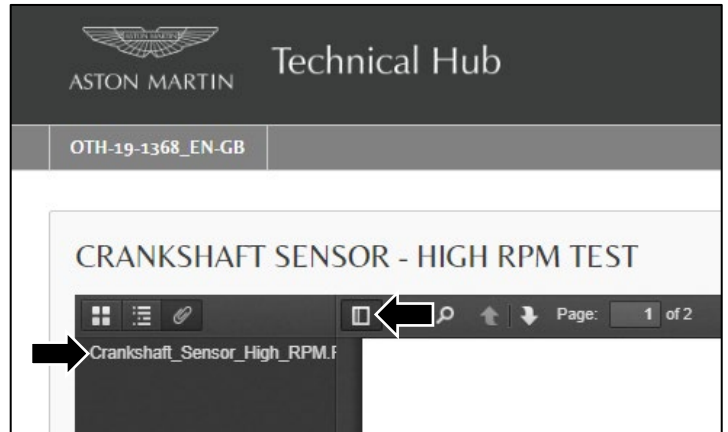 ASTON MARTIN
ASTON MARTIN
Technical Hub
OTH-19-1368_EN-GB
CRANKSHAFT SENSOR - HIGH RPM TEST
Page: 1 of 2
Crankshaft_Sensor_High_RPM.F